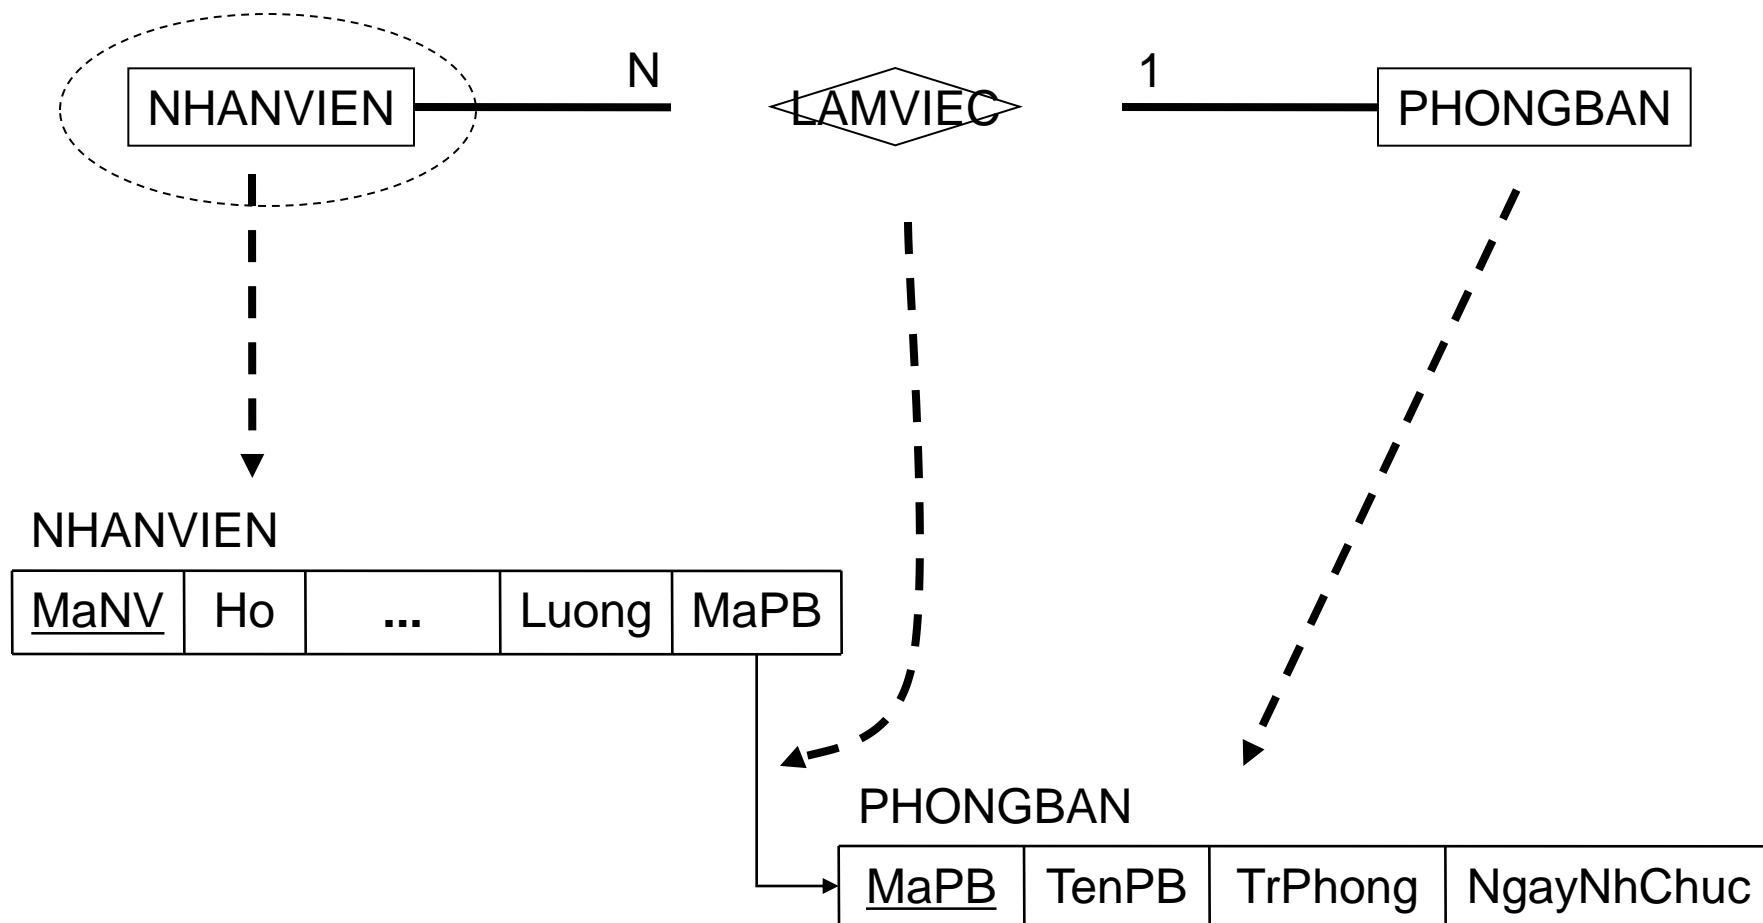 NHANVIEN N LAMVIEC 1 PHONGBAN
NHANVIEN
MaNV Ho ... Luong MaPB
PHONGBAN
MaPB TenPB TrPhong NgayNhChuc